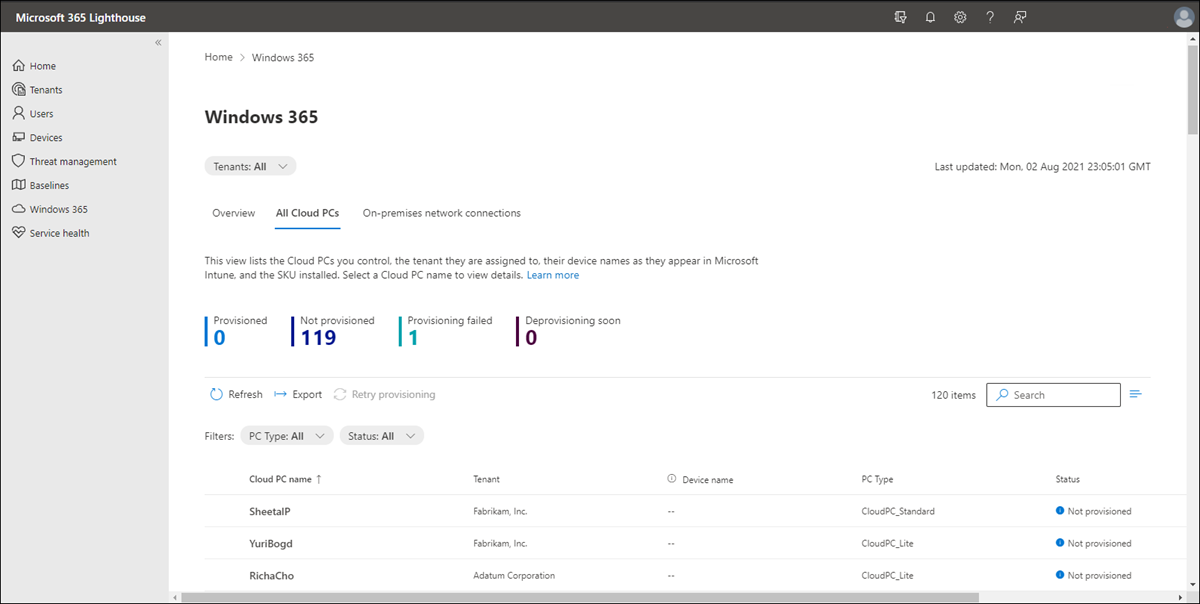 Microsoft 365 Lighthouse
Home
Tenants
Users
Devices
Threat management
Baselines
Windows 365
Service health
Home > Windows 365
Windows 365
Tenants: All
Last updated: Mon, 02 Aug 2021 23:05:01 GMT
Overview All Cloud PCs On-premises network connections
This view lists the Cloud PCs you control, the tenant they are assigned to, their device names as they appear in Microsoft
Intune, and the SKU installed. Select a Cloud PC name to view details. Learn more
Provisioned Not provisioned Provisioning failed Deprovisioning soon
0 119 1 0
Refresh Export Retry provisioning 120 items Search
Filters: PC Type: All Status: All
Cloud PC name ↑ Tenant Device name PC Type Status
SheetalP Fabrikam, Inc. -- CloudPC_Standard Not provisioned
YuriBogd Fabrikam, Inc. -- CloudPC_Lite Not provisioned
RichaCho Adatum Corporation -- CloudPC_Lite Not provisioned